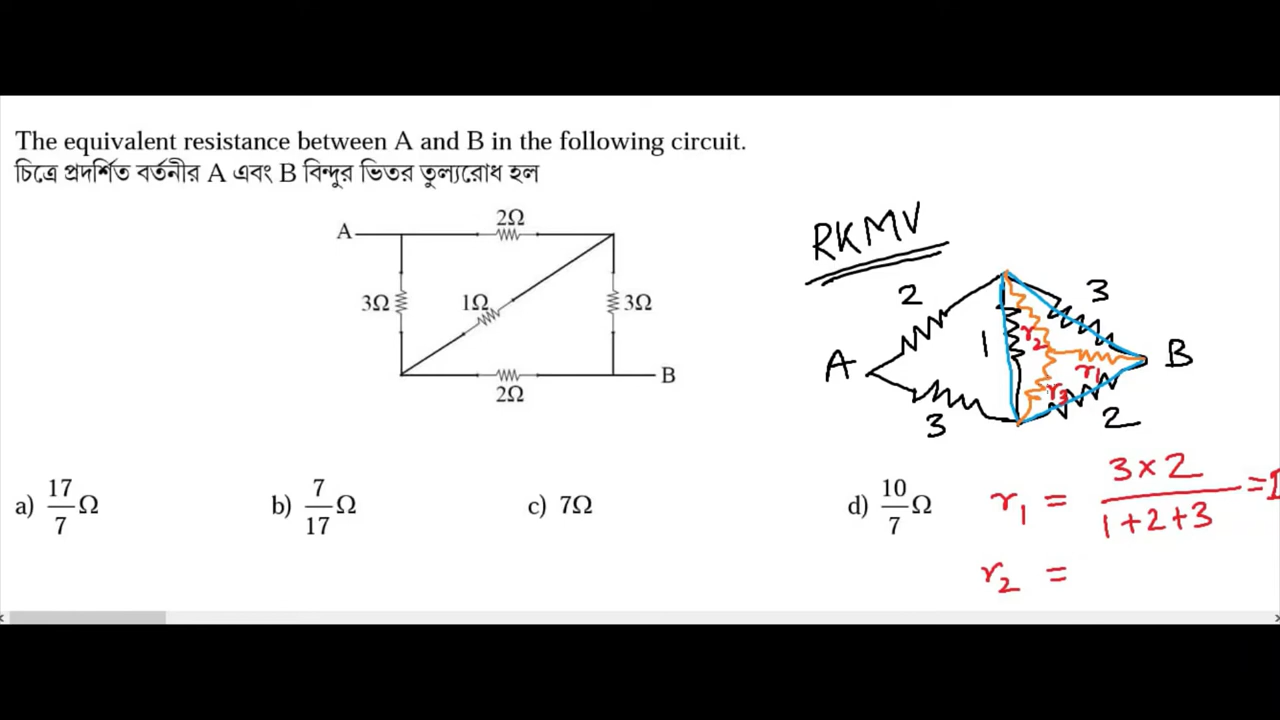 The equivalent resistance between A and B in the following circuit.
চিত্রে প্রদর্শিত বর্তনীর A এবং B বিন্দুর ভিতর তুল্যরোধ হল
A
2Ω
3Ω
1Ω
3Ω
2Ω
B
RKMV
2
3
1
r2
r1
r3
A
B
3
2
a) 17/7 Ω
b) 7/17 Ω
c) 7Ω
d) 10/7 Ω
r1 = 3×2 / 1+2+3 = 1
r2 =